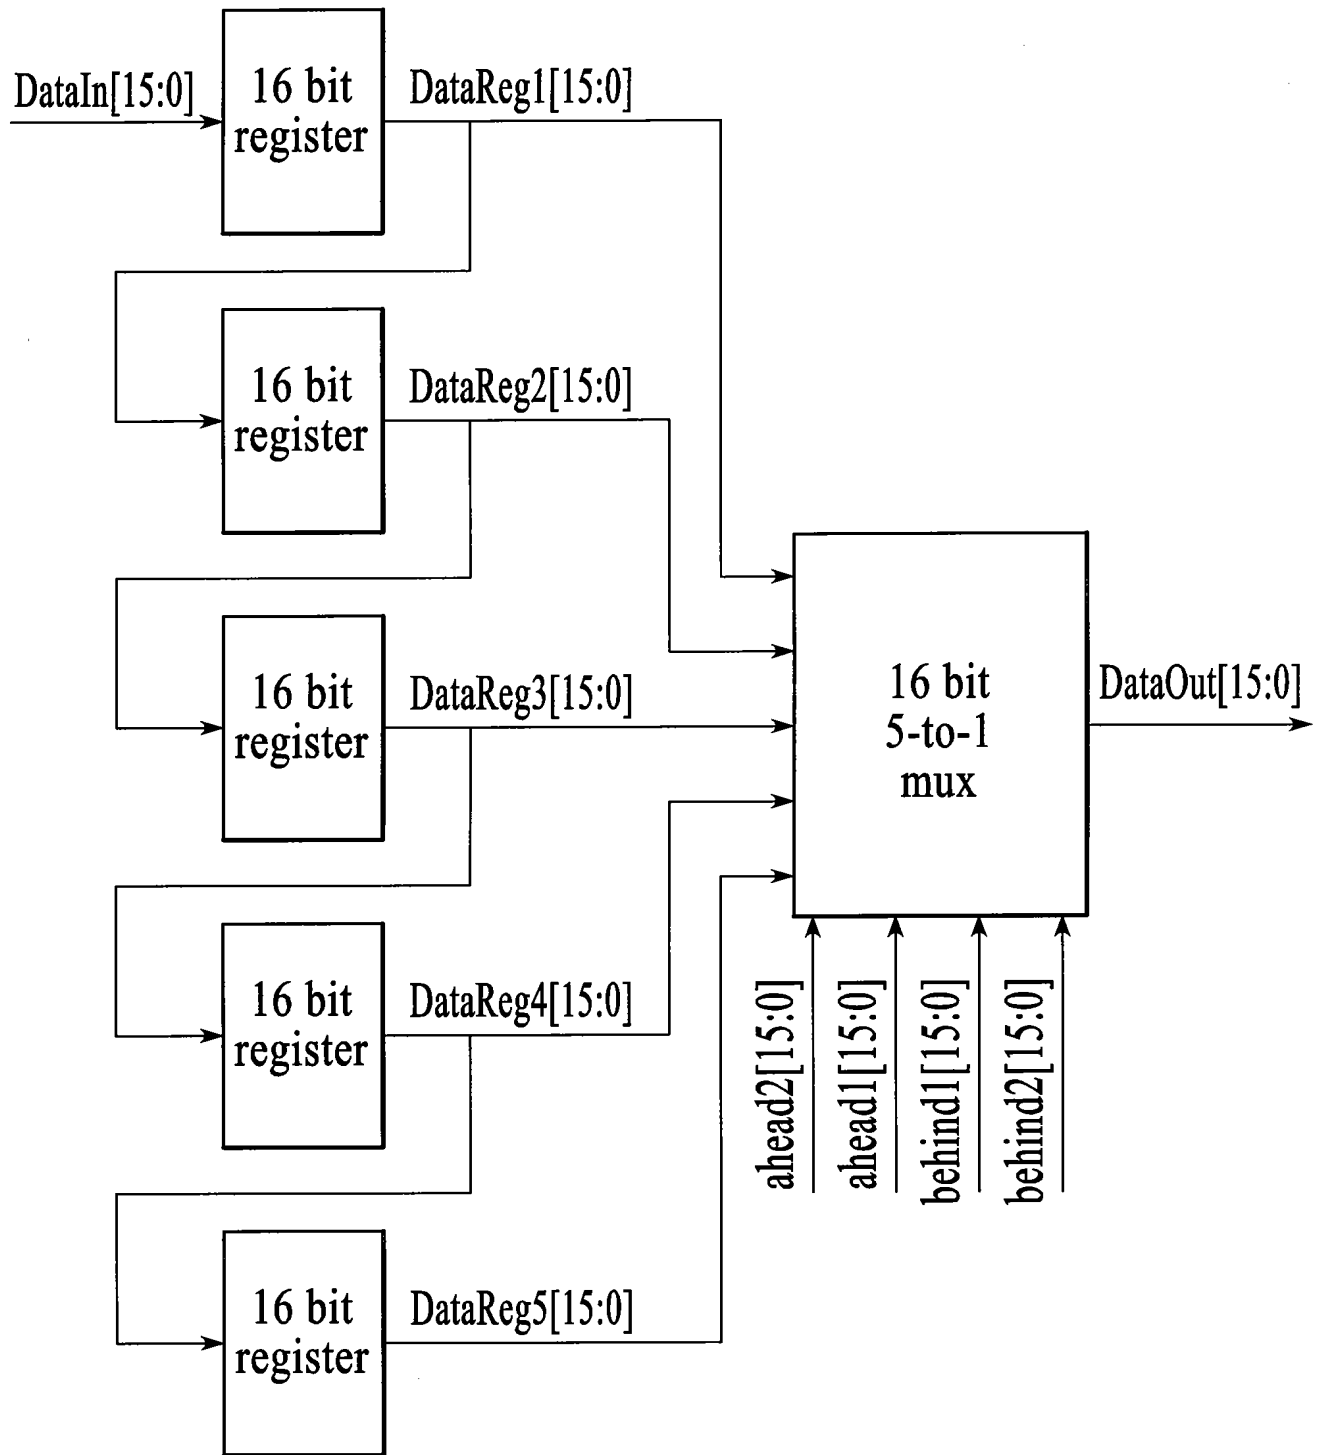 DataIn[15:0]
16 bit
register
DataReg1[15:0]
16 bit
register
DataReg2[15:0]
16 bit
register
DataReg3[15:0]
16 bit
5-to-1
mux
DataOut[15:0]
16 bit
register
DataReg4[15:0]
ahead2[15:0]
ahead1[15:0]
behind1[15:0]
behind2[15:0]
16 bit
register
DataReg5[15:0]